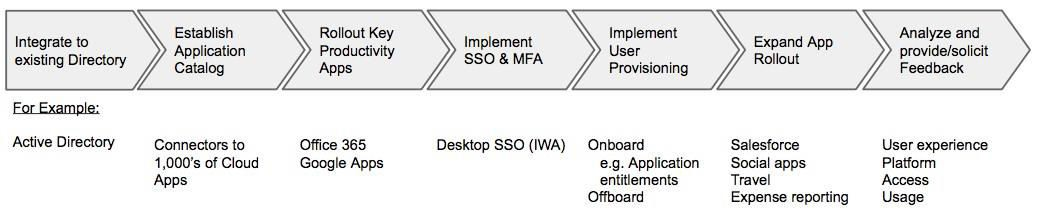 Integrate to
existing Directory
Establish
Application
Catalog
Rollout Key
Productivity
Apps
Implement
SSO & MFA
Implement
User
Provisioning
Expand App
Rollout
Analyze and
provide/solicit
Feedback
For Example:
Active Directory
Connectors to
1,000’s of Cloud
Apps
Office 365
Google Apps
Desktop SSO (IWA)
Onboard
e.g. Application
entitlements
Offboard
Salesforce
Social apps
Travel
Expense reporting
User experience
Platform
Access
Usage